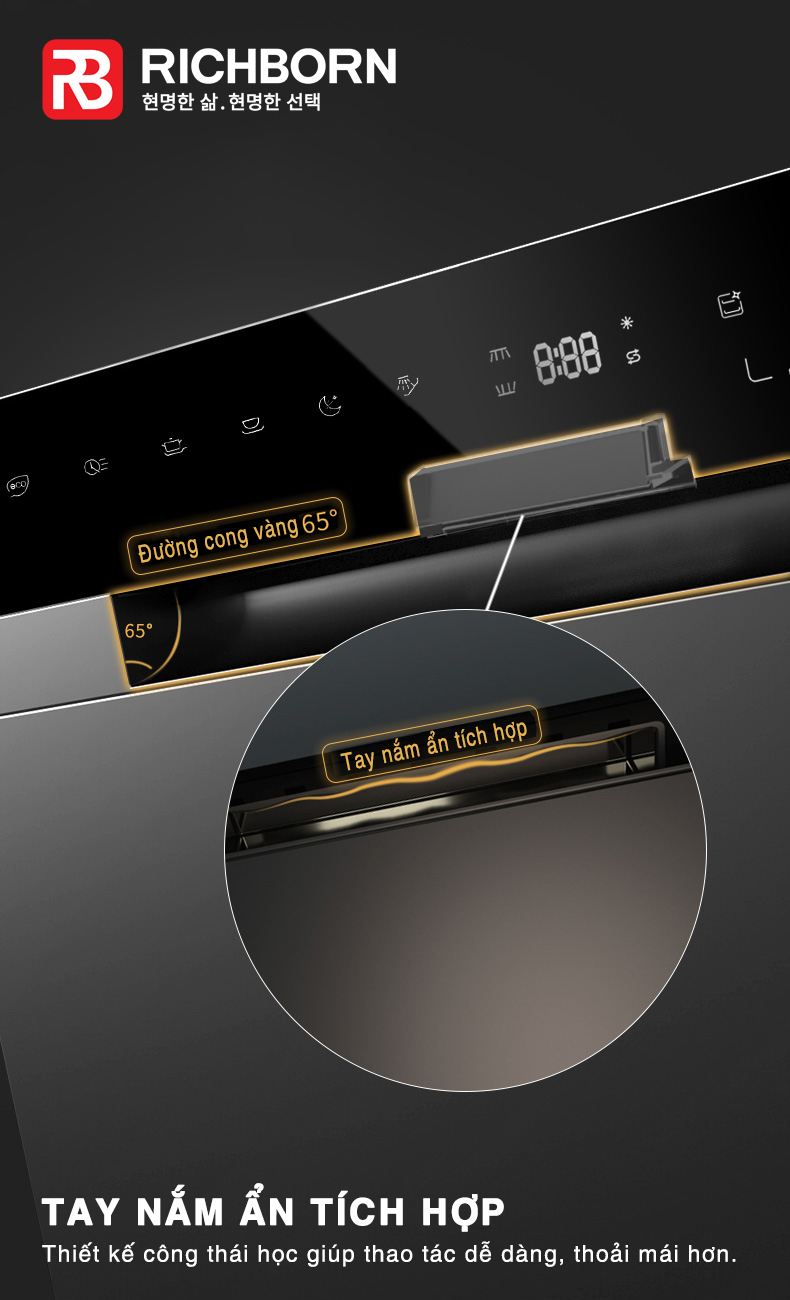 RB RICHBORN
현명한 삶.현명한 선택
8:88
eco
Đường cong vàng 65°
65°
Tay nắm ẩn tích hợp
TAY NẮM ẨN TÍCH HỢP
Thiết kế công thái học giúp thao tác dễ dàng, thoải mái hơn.